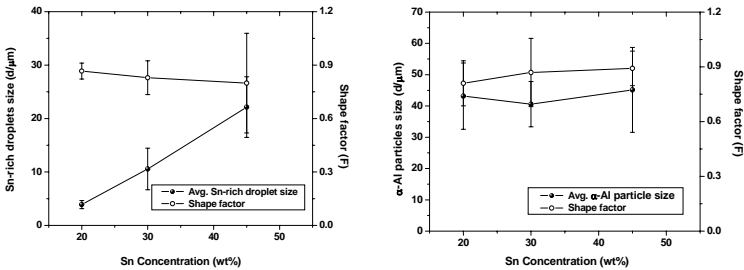 40
30
20
10
0
Sn-rich droplets size (d/μm)
1.2
0.9
0.6
0.3
0.0
Shape factor (F)
Avg. Sn-rich droplet size
Shape factor
20 30 40 50
Sn Concentration (wt%)
70
60
50
40
30
20
10
0
α-Al particles size (d/μm)
1.2
0.9
0.6
0.3
0.0
Shape factor (F)
Avg. α-Al particle size
Shape factor
20 30 40 50
Sn Concentration (wt%)